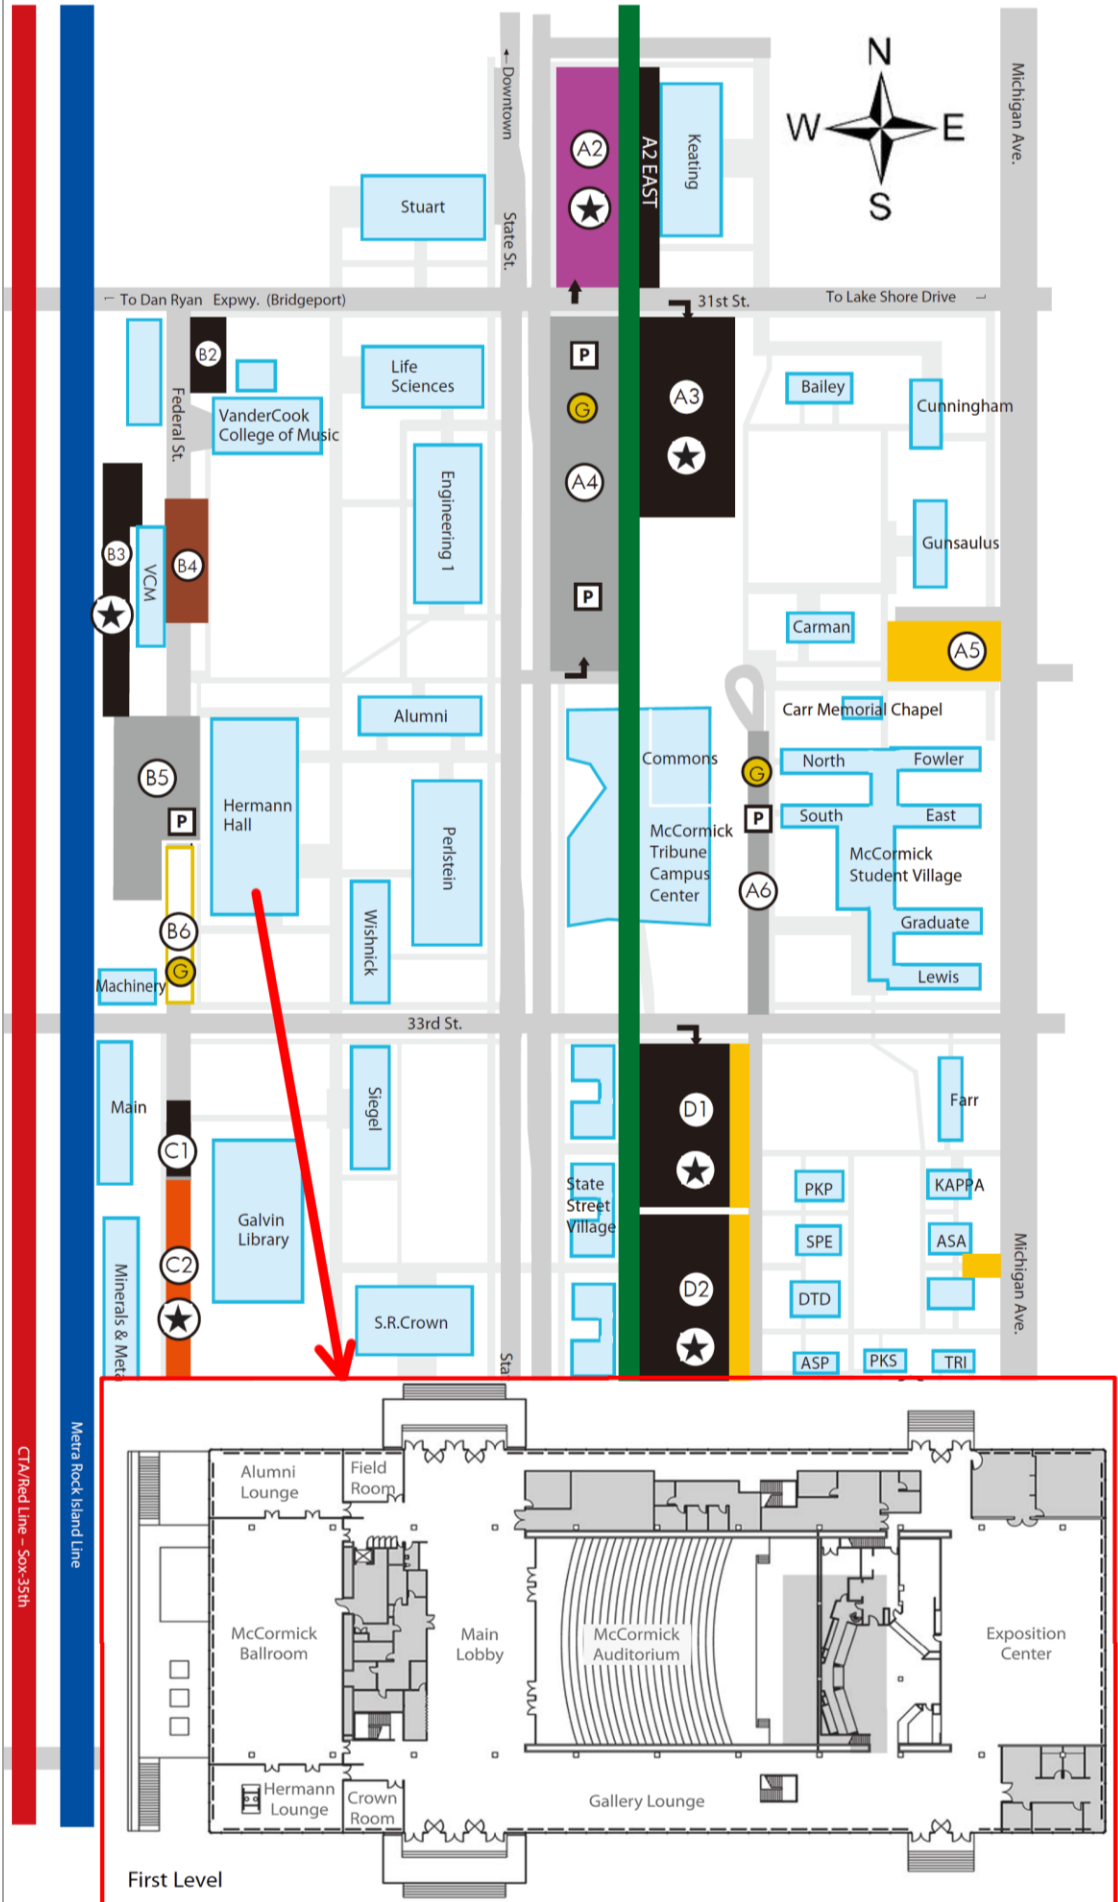 N
W
E
S
Michigan Ave.
←Downtown
State St.
A2
A2 EAST
Keating
Stuart
← To Dan Ryan Expwy. (Bridgeport)
31st St.
To Lake Shore Drive
B2
Federal St.
VanderCook
College of Music
Life
Sciences
Engineering 1
P
G
A4
P
A3
Bailey
Cunningham
Gunsaulus
Carman
A5
B3
VCM
B4
Carr Memorial Chapel
Alumni
B5
P
Hermann
Hall
Perlstein
Wishnick
Commons
McCormick
Tribune
Campus
Center
G
P
A6
North
Fowler
South
East
McCormick
Student Village
Graduate
Lewis
B6
G
Machinery
33rd St.
Main
C1
Siegel
Galvin
Library
C2
Minerals & Meta
S.R.Crown
State
Street
Village
D1
D2
Farr
PKP
KAPPA
SPE
ASA
DTD
ASP
PKS
TRI
Michigan Ave.
Sta
CTA/Red Line – Sox-35th
Metra Rock Island Line
Alumni
Lounge
Field
Room
McCormick
Ballroom
Main
Lobby
McCormick
Auditorium
Exposition
Center
Hermann
Lounge
Crown
Room
Gallery Lounge
First Level